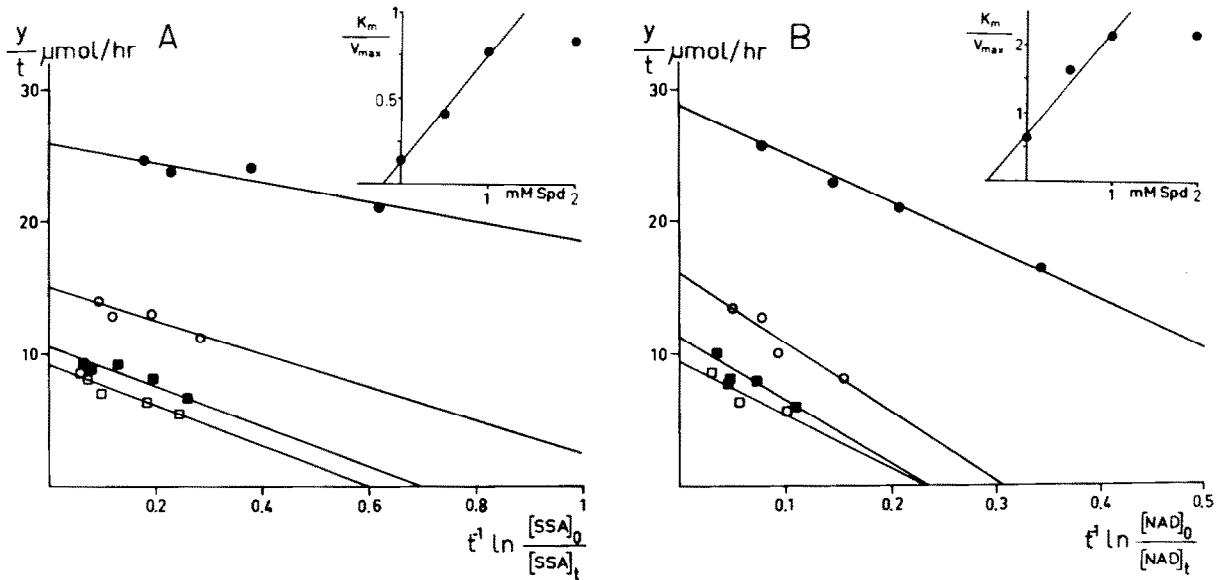 y/t μmol/hr
A
30
20
10
0.2
0.4
0.6
0.8
1
t⁻¹ ln [SSA]₀/[SSA]t
Km/Vmax
1
0.5
1
mM Spd
2
y/t μmol/hr
B
30
20
10
0
0.1
0.2
0.3
0.4
0.5
t⁻¹ ln [NAD]₀/[NAD]t
Km/Vmax
2
1
1
mM Spd
2